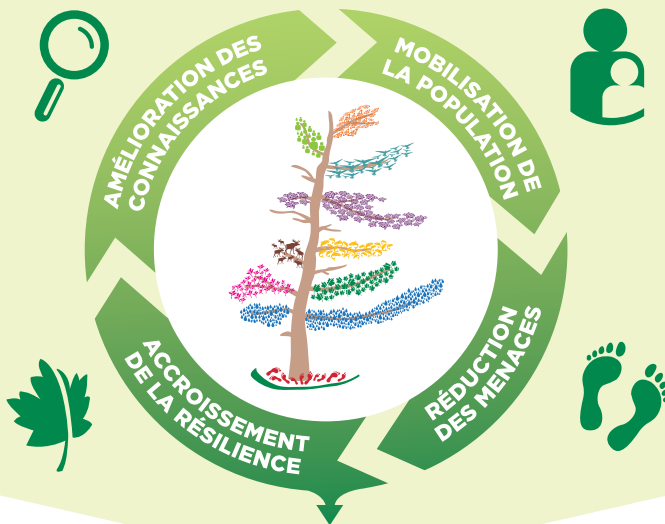 AMÉLIORATION DES
CONNAISSANCES
MOBILISATION DE
LA POPULATION
RÉDUCTION
DES MENACES
ACCROISSEMENT
DE LA RÉSILIENCE